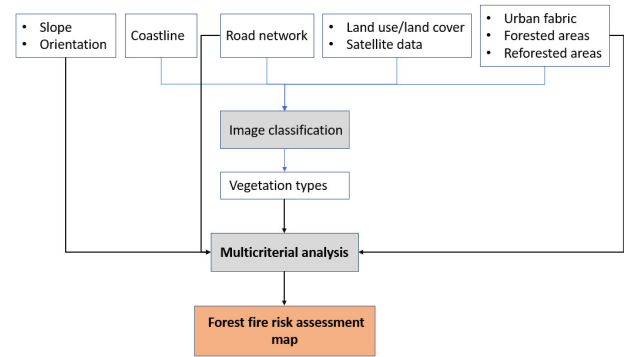 • Slope
• Orientation
Coastline
Road network
• Land use/land cover
• Satellite data
• Urban fabric
• Forested areas
• Reforested areas
Image classification
Vegetation types
Multicriterial analysis
Forest fire risk assessment
map